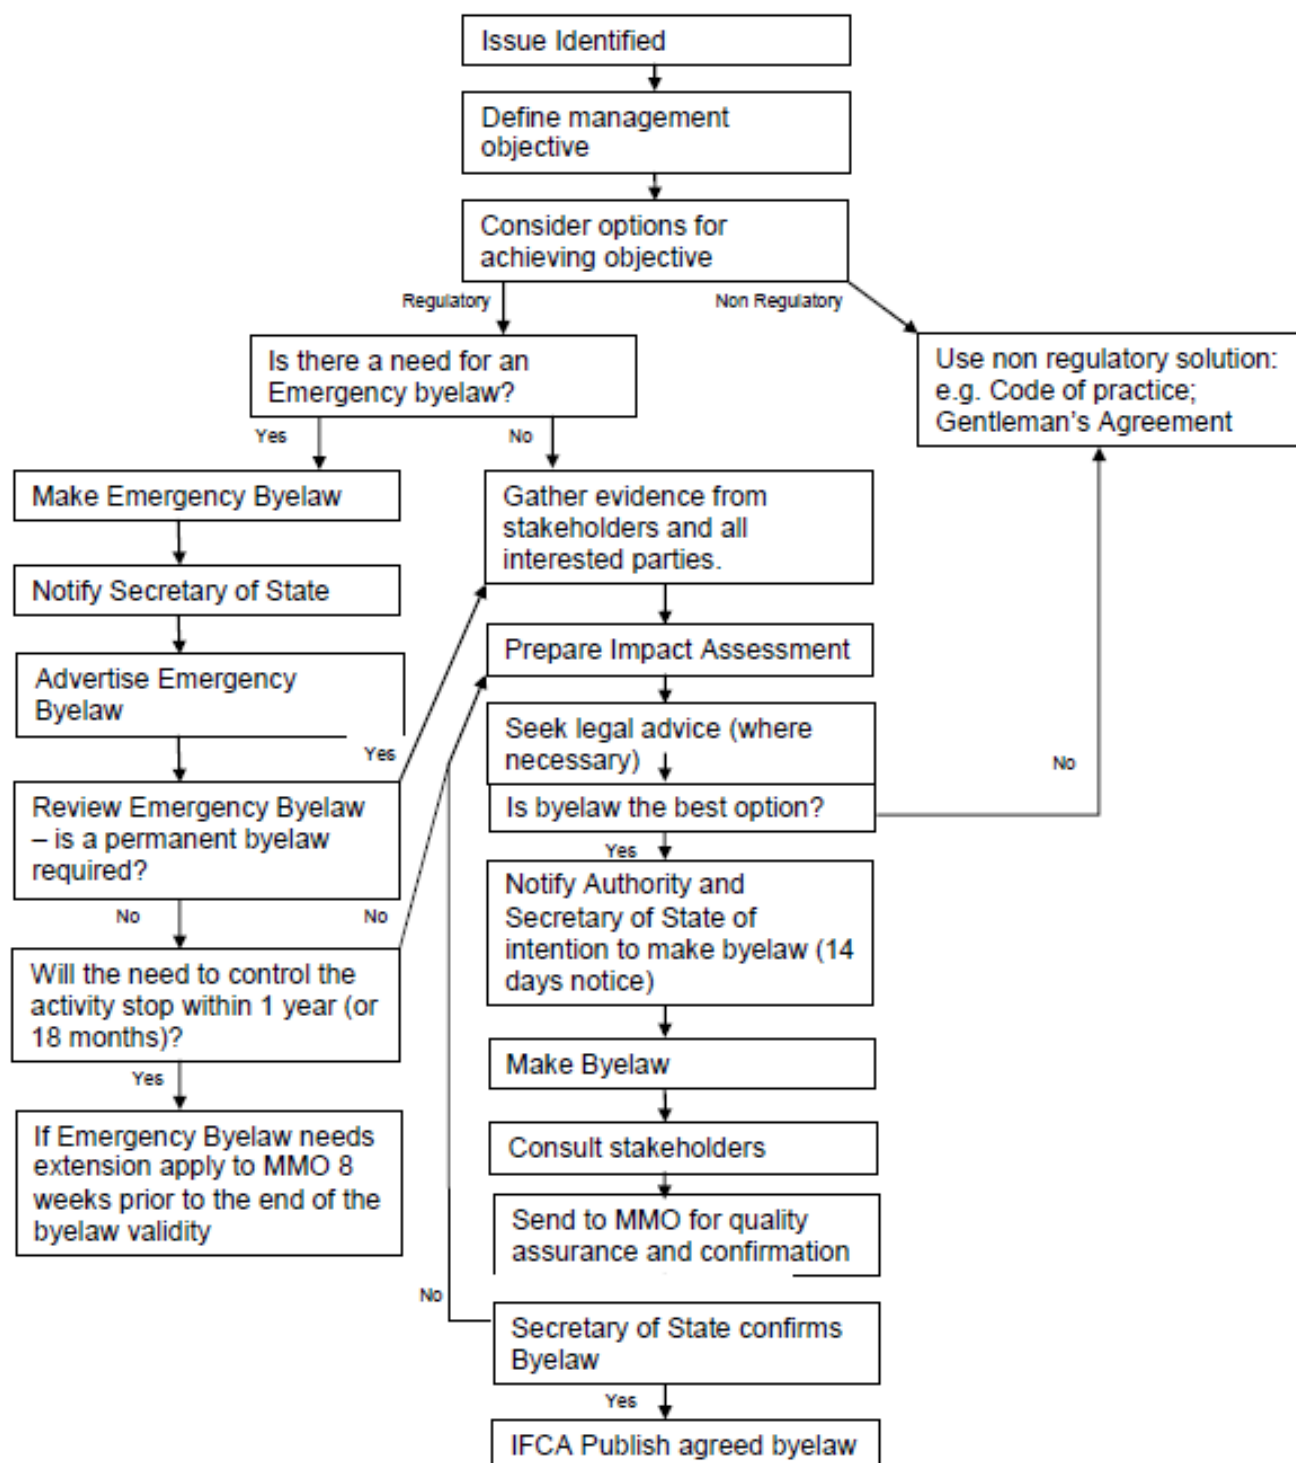 Issue Identified
Define management
objective
Consider options for
achieving objective
Regulatory
Non Regulatory
Is there a need for an
Emergency byelaw?
Use non regulatory solution:
e.g. Code of practice;
Gentleman's Agreement
Yes
No
Make Emergency Byelaw
Notify Secretary of State
Advertise Emergency
Byelaw
Yes
Review Emergency Byelaw
– is a permanent byelaw
required?
No
No
Will the need to control the
activity stop within 1 year (or
18 months)?
Yes
If Emergency Byelaw needs
extension apply to MMO 8
weeks prior to the end of the
byelaw validity
Gather evidence from
stakeholders and all
interested parties.
Prepare Impact Assessment
Seek legal advice (where
necessary)
Is byelaw the best option?
No
Yes
Notify Authority and
Secretary of State of
intention to make byelaw (14
days notice)
Make Byelaw
Consult stakeholders
Send to MMO for quality
assurance and confirmation
No
Secretary of State confirms
Byelaw
Yes
IFCA Publish agreed byelaw